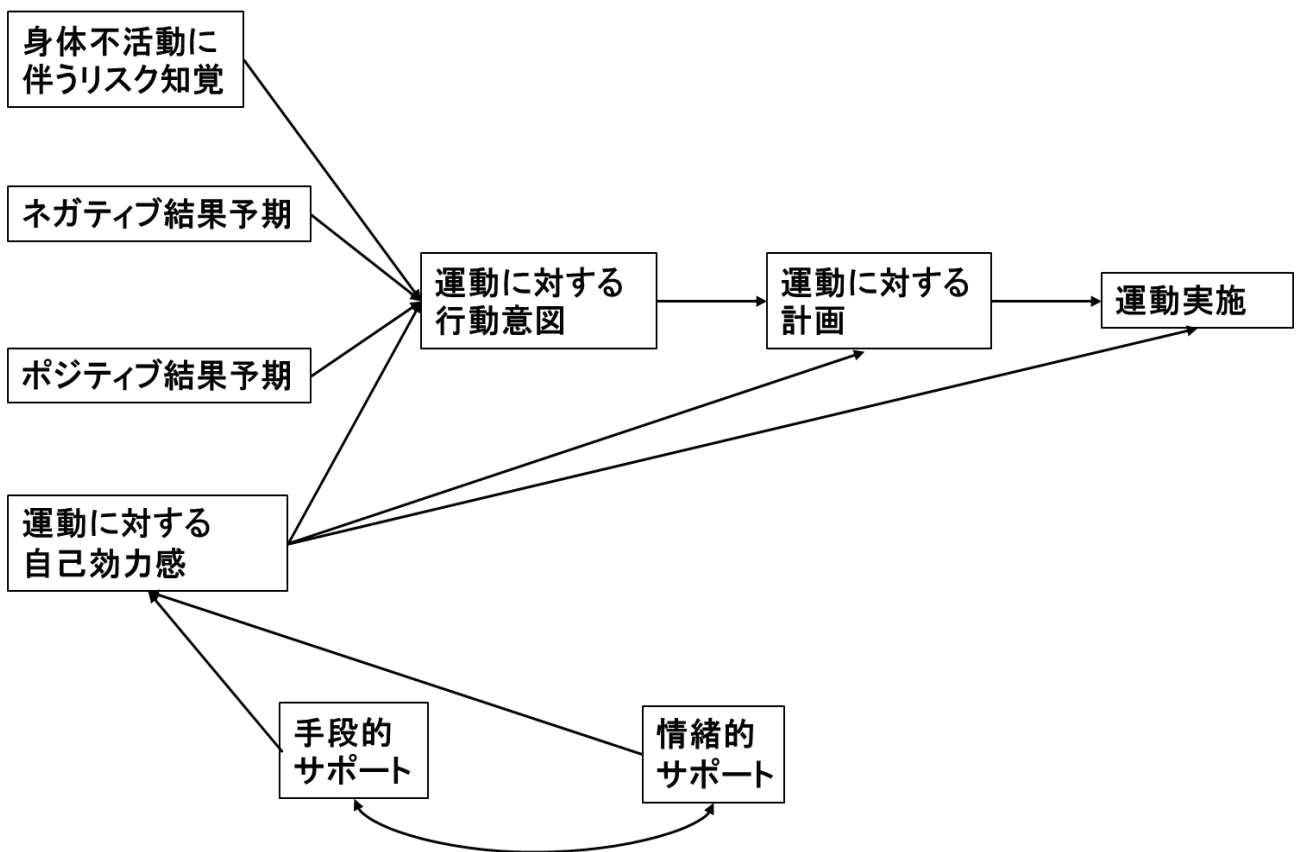 身体不活動に
伴うリスク知覚
ネガティブ結果予期
ポジティブ結果予期
運動に対する
自己効力感
運動に対する
行動意図
運動に対する
計画
運動実施
手段的
サポート
情緒的
サポート